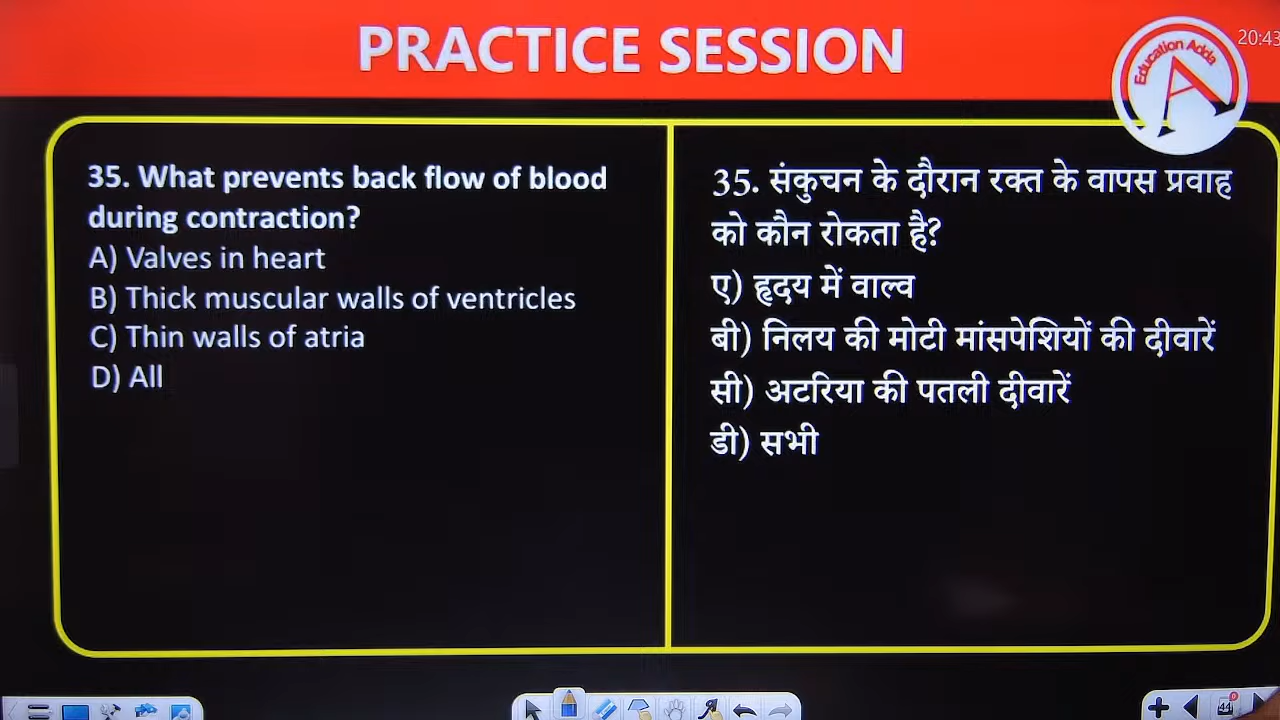 PRACTICE SESSION
Education Adda
A
20:43
35. What prevents back flow of blood
during contraction?
A) Valves in heart
B) Thick muscular walls of ventricles
C) Thin walls of atria
D) All
35. संकुचन के दौरान रक्त के वापस प्रवाह
को कौन रोकता है?
ए) हृदय में वाल्व
बी) निलय की मोटी मांसपेशियों की दीवारें
सी) अटरिया की पतली दीवारें
डी) सभी
44